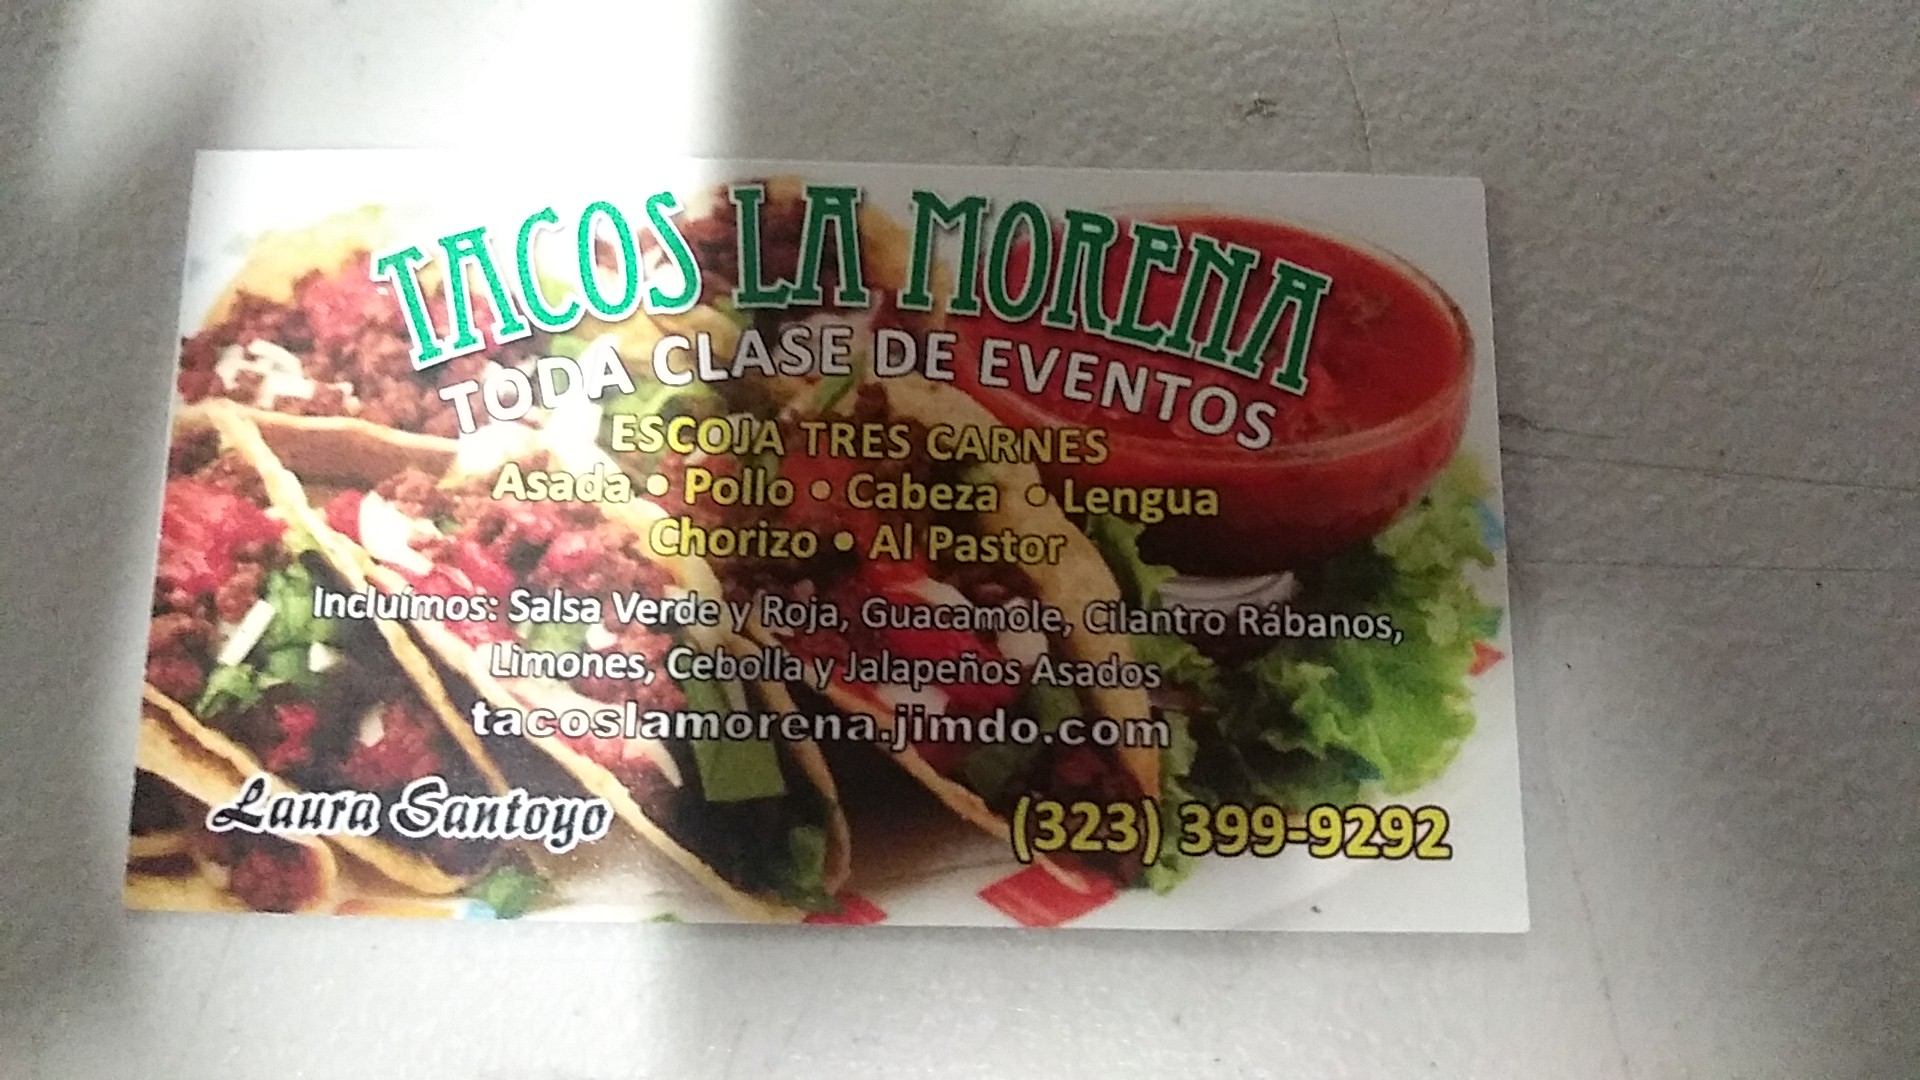 TACOS LA MORENA
TODA CLASE DE EVENTOS
ESCOJA TRES CARNES
Asada • Pollo • Cabeza • Lengua
Chorizo • Al Pastor
Incluímos: Salsa Verde y Roja, Guacamole, Cilantro Rábanos,
Limones, Cebolla y Jalapeños Asados
tacoslamorena.jimdo.com
Laura Santoyo
(323) 399-9292